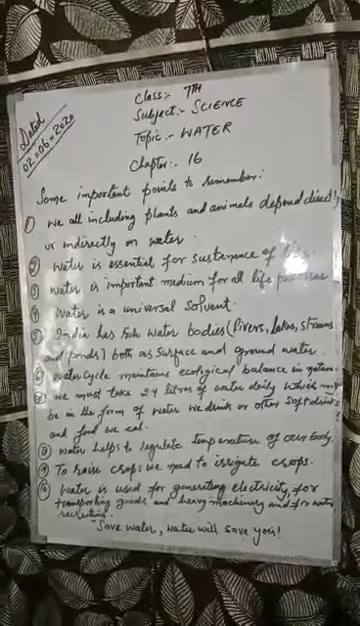 Dated
02=06=2020
Class:- 7TH
Subject:- SCIENCE
Topic:- WATER
Chapter:- 16
Some important points to remember:
① We all including plants and animals depend directly
or indirectly on water.
② Water is essential for sustenance of life.
③ Water is important medium for all life processes
④ Water is a universal solvent.
⑤ India has rich water bodies (Rivers, Lakes, streams
and ponds) both as surface and ground water.
⑥ Water cycle maintains ecological balance in nature.
we must take litres of water daily which must
be in the form of water we drink or other soft drinks
and food we eat.
⑧ Water helps to regulate temperature of our body.
⑨ To raise crops we need to irrigate crops.
⑩ Water is used for generating electricity, for
transporting goods and heavy machinery and for water
recreations.
"Save water, water will save you!